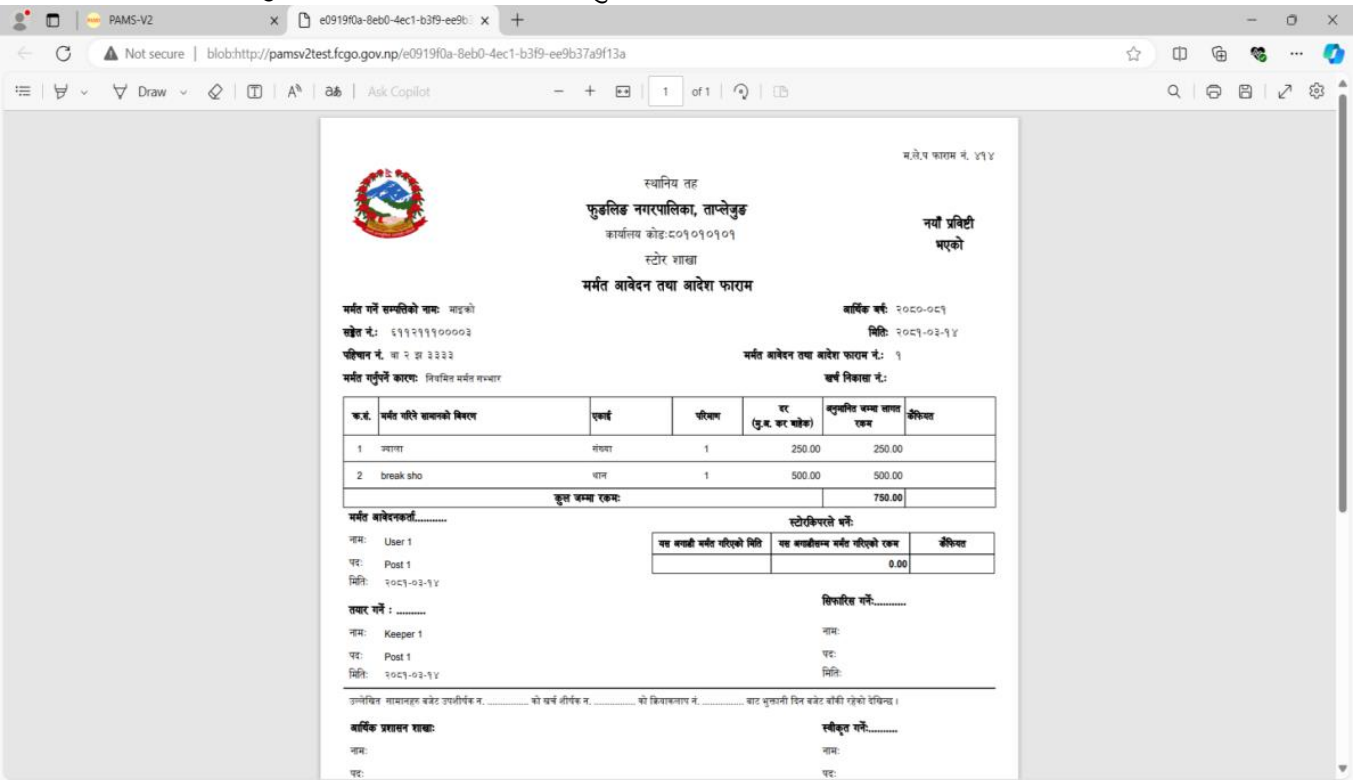 PAMS-V2
e0919f0a-8eb0-4ec1-b3f9-ee9b
Not secure | blob:http://pamsv2test.fcgo.gov.np/e0919f0a-8eb0-4ec1-b3f9-ee9b37a9f13a
Draw
Ask Copilot
1 of 1
म.ले.प फाराम नं. ४१४
स्थानिय तह
फुङलिङ नगरपालिका, ताप्लेजुङ
कार्यालय कोड:८०१०१०१०१
नयाँ प्रविष्टी भएको
स्टोर शाखा
मर्मत आवेदन तथा आदेश फाराम
मर्मत गर्ने सम्पत्तिको नामः माइको आर्थिक बर्षः २०८०-०८१
सङ्केत नं.: ६११२११९००००३ मितिः २०८१-०३-१४
पहिचान नं. बा २ झ ३३३३ मर्मत आवेदन तथा आदेश फाराम नं.: १
मर्मत गर्नुपर्ने कारणः नियमित मर्मत सम्भार खर्च निकासा नं.:
क.सं. मर्मत गरिने सामानको बिवरण एकाई परिमाण दर (मु.अ. कर बाहेक) अनुमानित जम्मा लागत रकम कैफियत
1 ज्वाला संख्या 1 250.00 250.00
2 break sho थान 1 500.00 500.00
कुल जम्मा रकमः 750.00
मर्मत आवेदनकर्ता........... स्टोरकिपरले भर्नेः
नामः User 1
यस अगाडी मर्मत गरिएको मिति यस अगाडीसम्म मर्मत गरिएको रकम कैफियत
0.00
पदः Post 1
मितिः २०८१-०३-१४
तयार गर्ने : .......... सिफारिस गर्नेः...........
नामः Keeper 1 नामः
पदः Post 1 पदः
मितिः २०८१-०३-१४ मितिः
उल्लेखित सामानहरु बजेट उपशीर्षक न. .............. को खर्च शीर्षक न. .............. को क्रियाकलाप नं. .............. बाट भुक्तानी दिन बजेट बाँकी रहेको देखिन्छ ।
आर्थिक प्रशासन शाखाः स्वीकृत गर्नेः..........
नामः नामः
पदः पदः